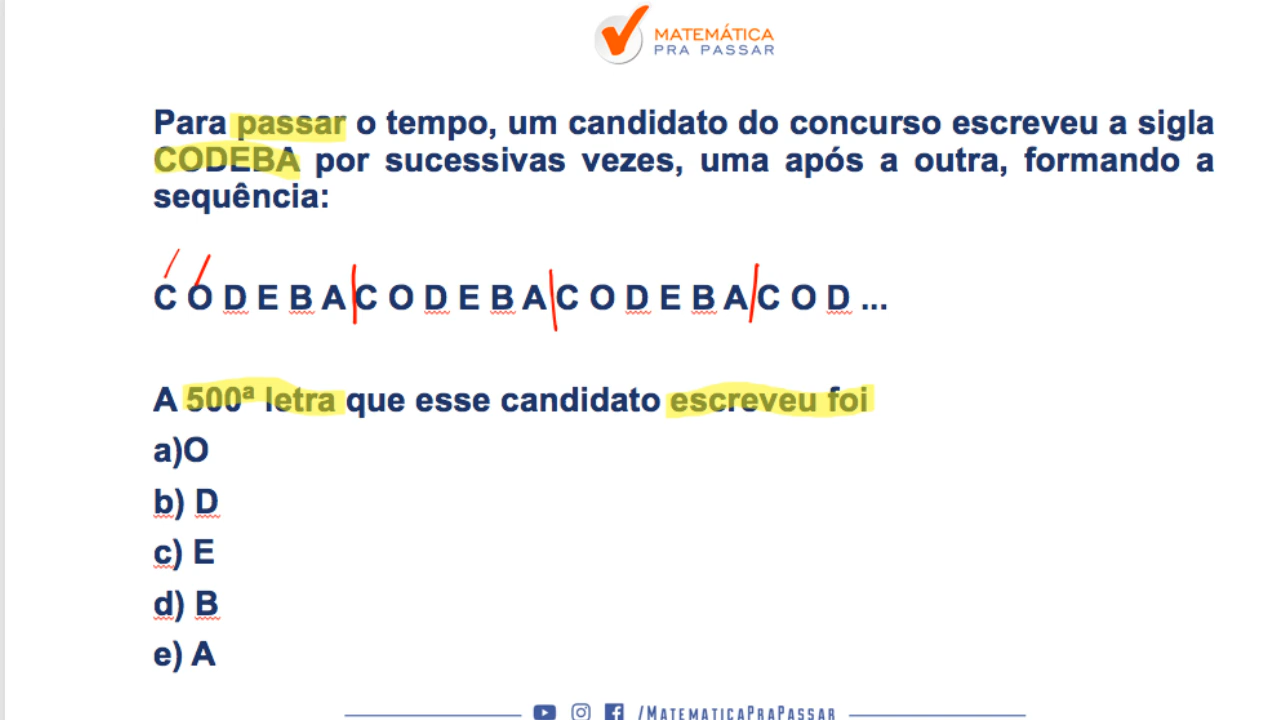 MATEMÁTICA
PRA PASSAR
Para passar o tempo, um candidato do concurso escreveu a sigla
CODEBA por sucessivas vezes, uma após a outra, formando a
sequência:
C O D E B A C O D E B A C O D E B A C O D ...
A 500ª letra que esse candidato escreveu foi
a)O
b) D
c) E
d) B
e) A
/MATEMATICAPRAPASSAR